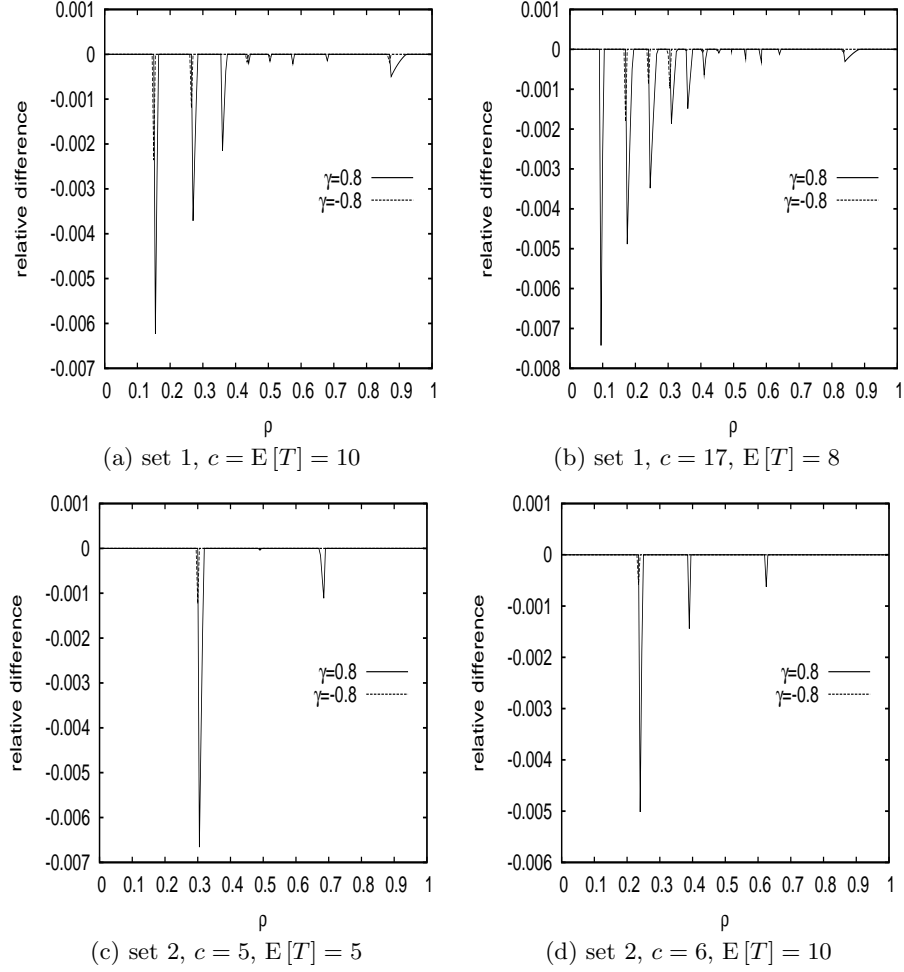 0.001
0
-0.001
-0.002
-0.003
-0.004
-0.005
-0.006
-0.007
relative difference
γ=0.8
γ=-0.8
0 0.1 0.2 0.3 0.4 0.5 0.6 0.7 0.8 0.9 1
ρ
(a) set 1, c = E [T] = 10
0.001
0
-0.001
-0.002
-0.003
-0.004
-0.005
-0.006
-0.007
-0.008
relative difference
γ=0.8
γ=-0.8
0 0.1 0.2 0.3 0.4 0.5 0.6 0.7 0.8 0.9 1
ρ
(b) set 1, c = 17, E [T] = 8
0.001
0
-0.001
-0.002
-0.003
-0.004
-0.005
-0.006
-0.007
relative difference
γ=0.8
γ=-0.8
0 0.1 0.2 0.3 0.4 0.5 0.6 0.7 0.8 0.9 1
ρ
(c) set 2, c = 5, E [T] = 5
0.001
0
-0.001
-0.002
-0.003
-0.004
-0.005
-0.006
relative difference
γ=0.8
γ=-0.8
0 0.1 0.2 0.3 0.4 0.5 0.6 0.7 0.8 0.9 1
ρ
(d) set 2, c = 6, E [T] = 10